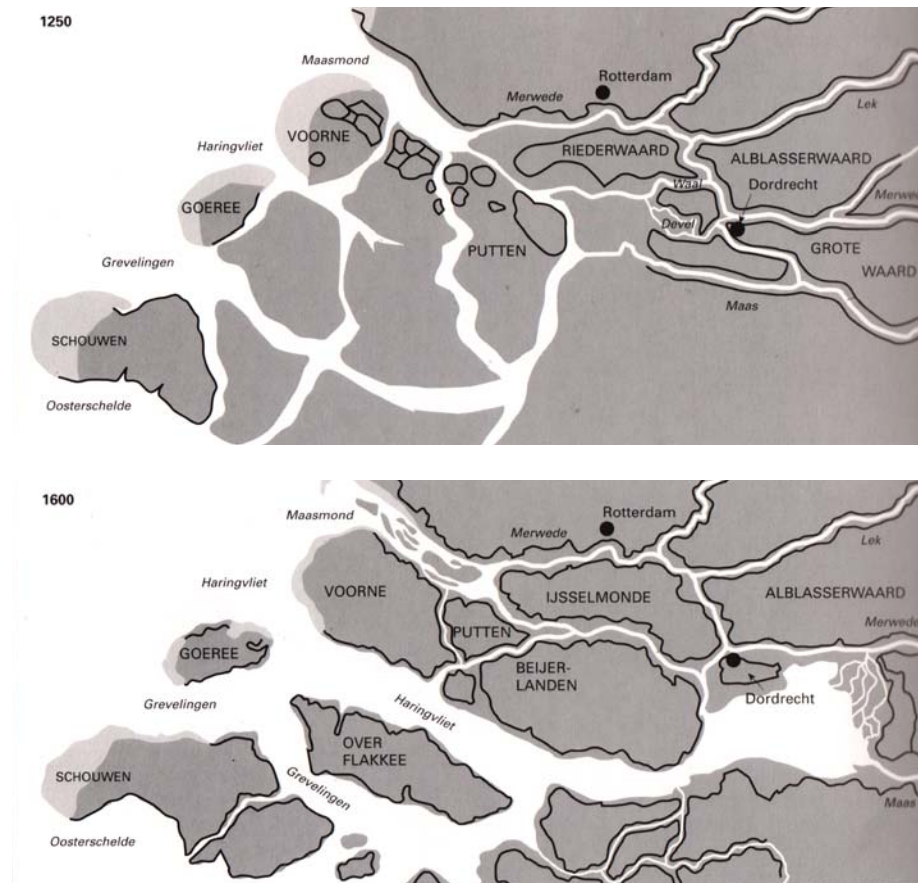 1250
Maasmond
Rotterdam
Merwede
Lek
VOORNE
Haringvliet
RIEDERWAARD
ALBLASSERWAARD
Waal
Dordrecht
Merwed
GOEREE
Devel
PUTTEN
GROTE
WAARD
Grevelingen
Maas
SCHOUWEN
Oosterschelde
1600
Maasmond
Rotterdam
Merwede
Lek
Haringvliet
VOORNE
IJSSELMONDE
ALBLASSERWAARD
Merwede
PUTTEN
GOEREE
BEIJER-
LANDEN
Dordrecht
Grevelingen
Haringvliet
OVER
FLAKKEE
SCHOUWEN
Grevelingen
Maas
Oosterschelde